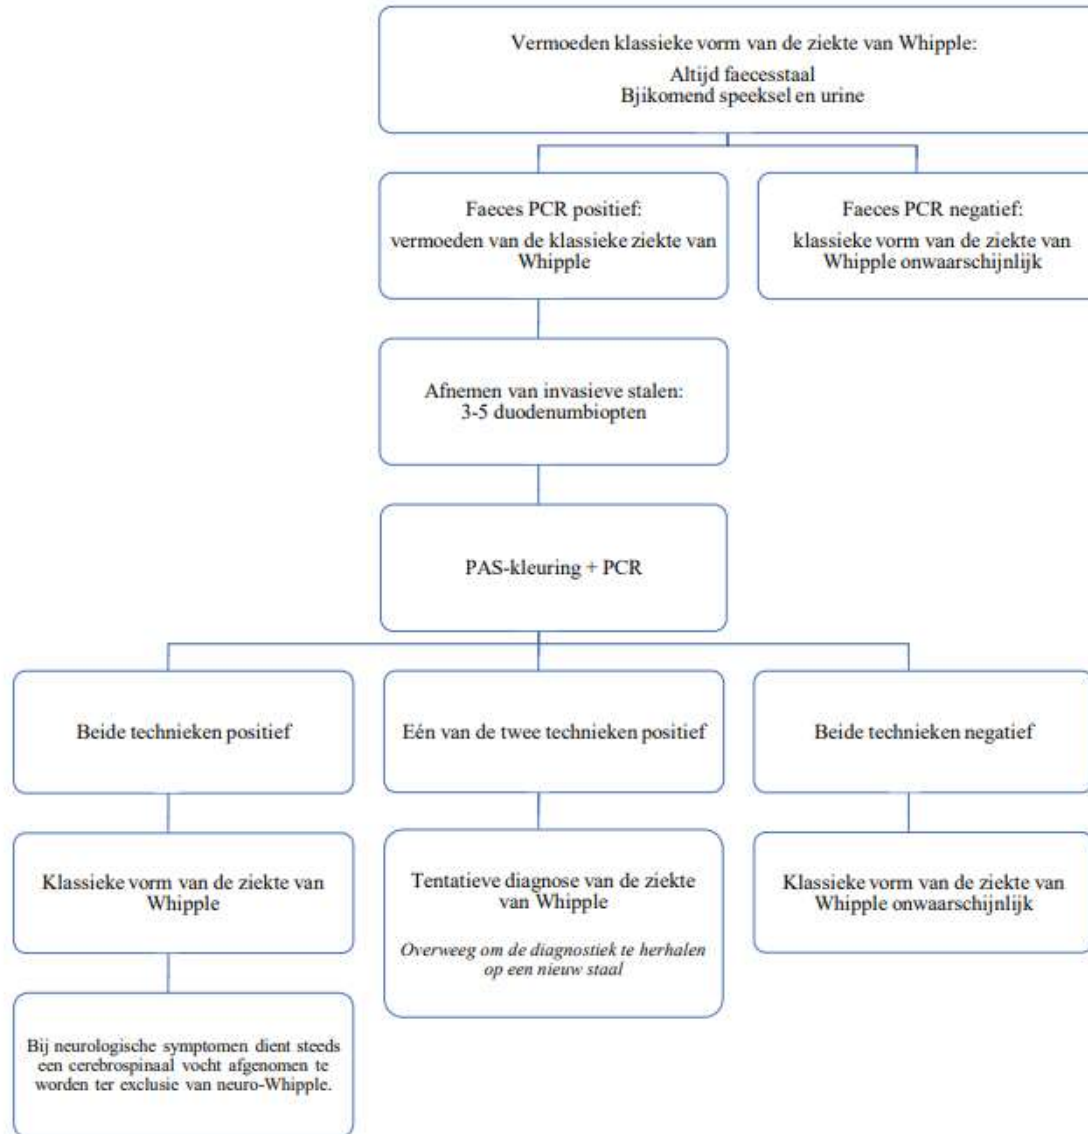 Vermoeden klassieke vorm van de ziekte van Whipple:
Altijd faecesstaal
Bjikomend speeksel en urine
Faeces PCR positief:
vermoeden van de klassieke ziekte van
Whipple
Faeces PCR negatief:
klassieke vorm van de ziekte van
Whipple onwaarschijnlijk
Afnemen van invasieve stalen:
3-5 duodenumbiopten
PAS-kleuring + PCR
Beide technieken positief
Eén van de twee technieken positief
Beide technieken negatief
Klassieke vorm van de ziekte van
Whipple
Tentatieve diagnose van de ziekte
van Whipple
Overweeg om de diagnostiek te herhalen
op een nieuw staal
Klassieke vorm van de ziekte van
Whipple onwaarschijnlijk
Bij neurologische symptomen dient steeds
een cerebrospinaal vocht afgenomen te
worden ter exclusie van neuro-Whipple.